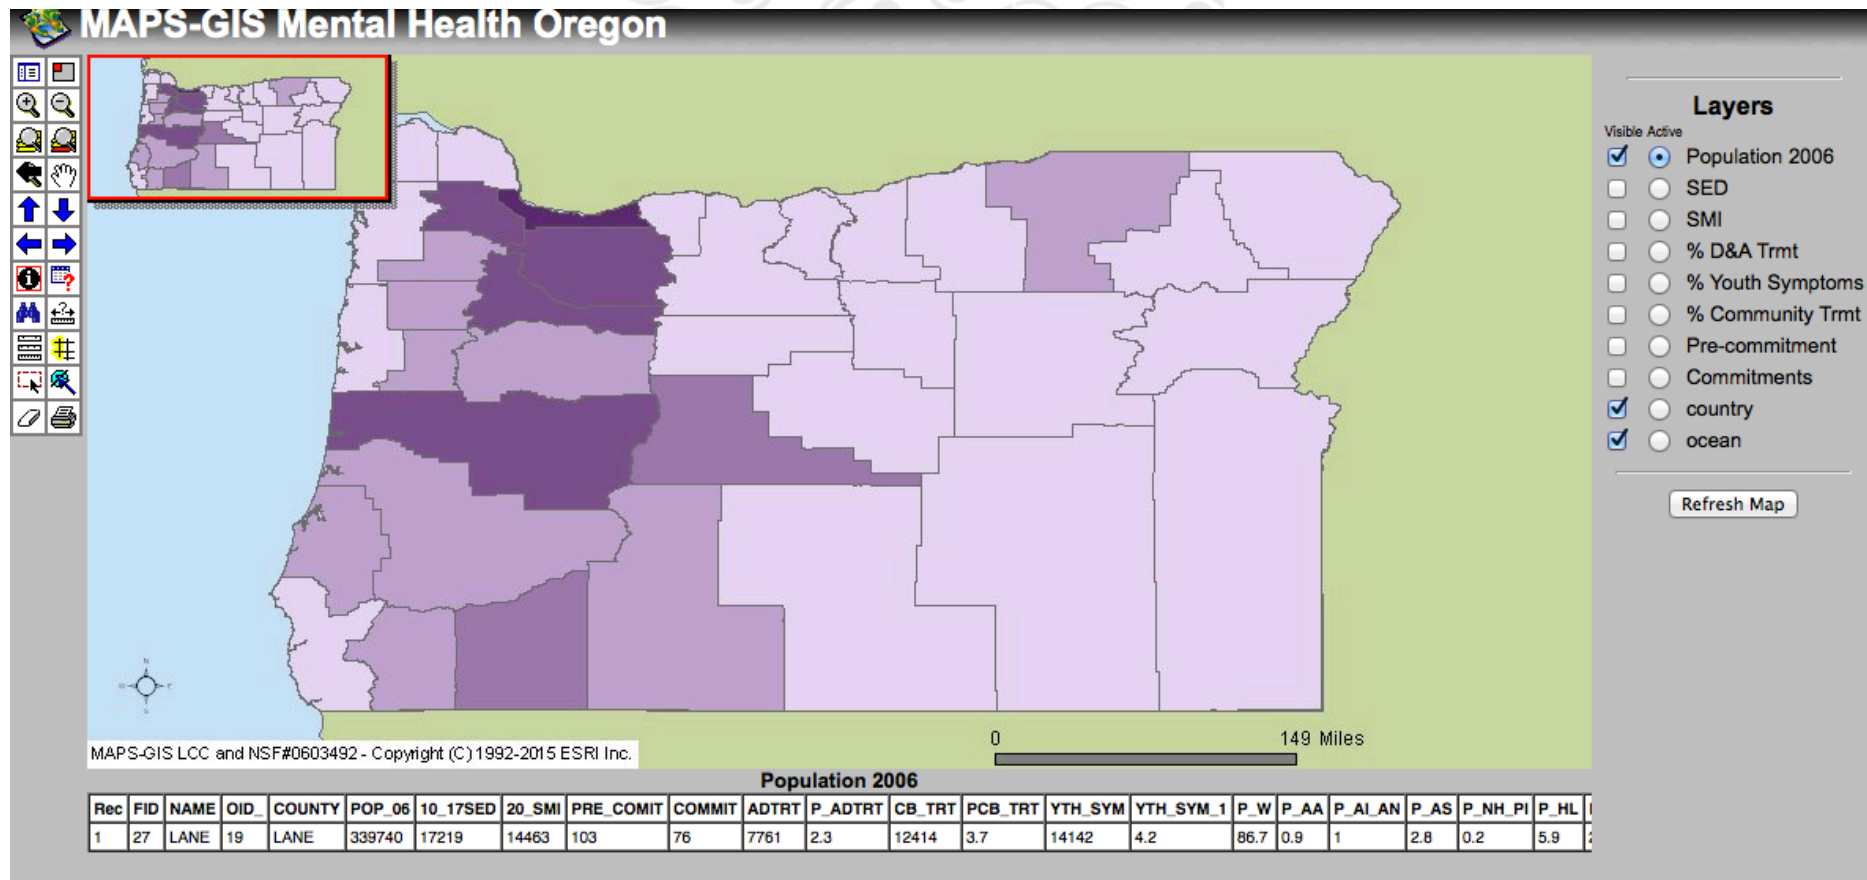 MAPS-GIS Mental Health Oregon
Layers
Visible Active
Population 2006
SED
SMI
% D&A Trmt
% Youth Symptoms
% Community Trmt
Pre-commitment
Commitments
country
ocean
Refresh Map
N
W E
S
0 149 Miles
MAPS-GIS LCC and NSF#0603492 - Copyright (C) 1992-2015 ESRI Inc.
Population 2006
Rec FID NAME OID_ COUNTY POP_06 10_17SED 20_SMI PRE_COMIT COMMIT ADTRT P_ADTRT CB_TRT PCB_TRT YTH_SYM YTH_SYM_1 P_W P_AA P_AI_AN P_AS P_NH_PI P_HL
1 27 LANE 19 LANE 339740 17219 14463 103 76 7761 2.3 12414 3.7 14142 4.2 86.7 0.9 1 2.8 0.2 5.9